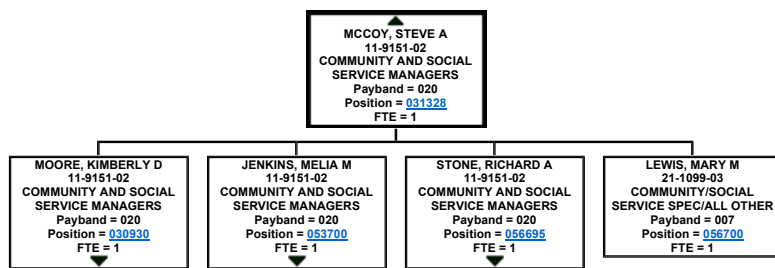 MCCOY, STEVE A
11-9151-02
COMMUNITY AND SOCIAL
SERVICE MANAGERS
Payband = 020
Position = 031328
FTE = 1
MOORE, KIMBERLY D
11-9151-02
COMMUNITY AND SOCIAL
SERVICE MANAGERS
Payband = 020
Position = 030930
FTE = 1
JENKINS, MELIA M
11-9151-02
COMMUNITY AND SOCIAL
SERVICE MANAGERS
Payband = 020
Position = 053700
FTE = 1
STONE, RICHARD A
11-9151-02
COMMUNITY AND SOCIAL
SERVICE MANAGERS
Payband = 020
Position = 056695
FTE = 1
LEWIS, MARY M
21-1099-03
COMMUNITY/SOCIAL
SERVICE SPEC/ALL OTHER
Payband = 007
Position = 056700
FTE = 1